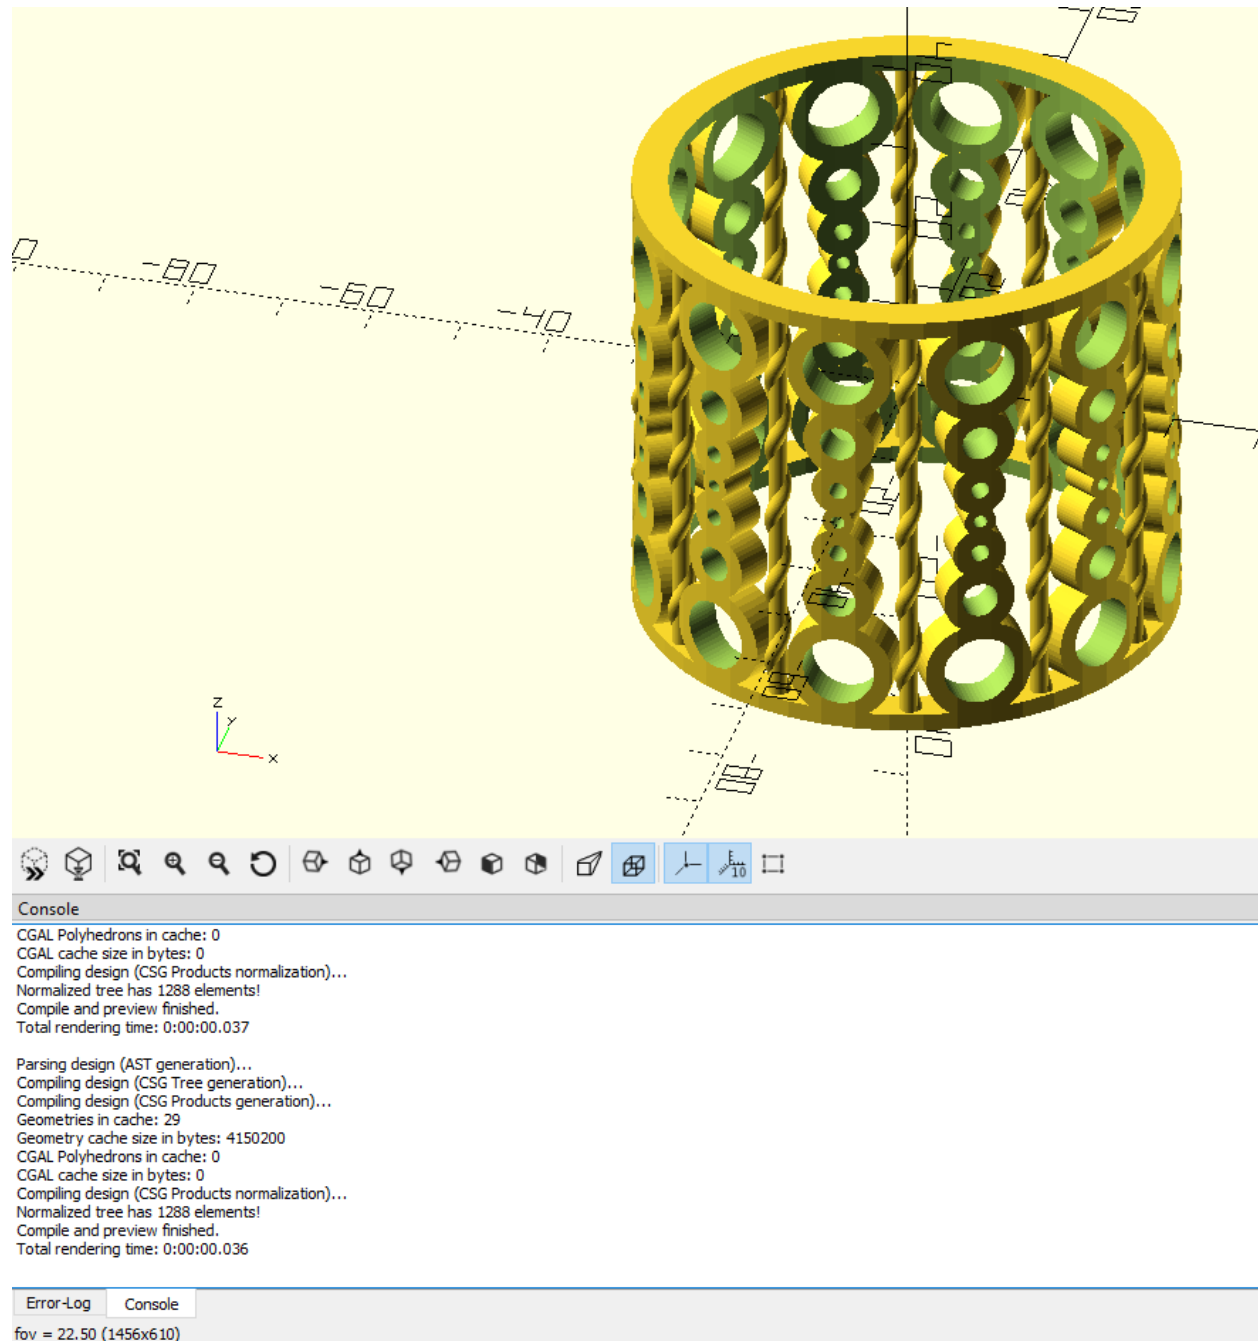 -80
-60
-40
Z
y
x
10
Console
CGAL Polyhedrons in cache: 0
CGAL cache size in bytes: 0
Compiling design (CSG Products normalization)...
Normalized tree has 1288 elements!
Compile and preview finished.
Total rendering time: 0:00:00.037
Parsing design (AST generation)...
Compiling design (CSG Tree generation)...
Compiling design (CSG Products generation)...
Geometries in cache: 29
Geometry cache size in bytes: 4150200
CGAL Polyhedrons in cache: 0
CGAL cache size in bytes: 0
Compiling design (CSG Products normalization)...
Normalized tree has 1288 elements!
Compile and preview finished.
Total rendering time: 0:00:00.036
Error-Log
Console
fov = 22.50 (1456x610)